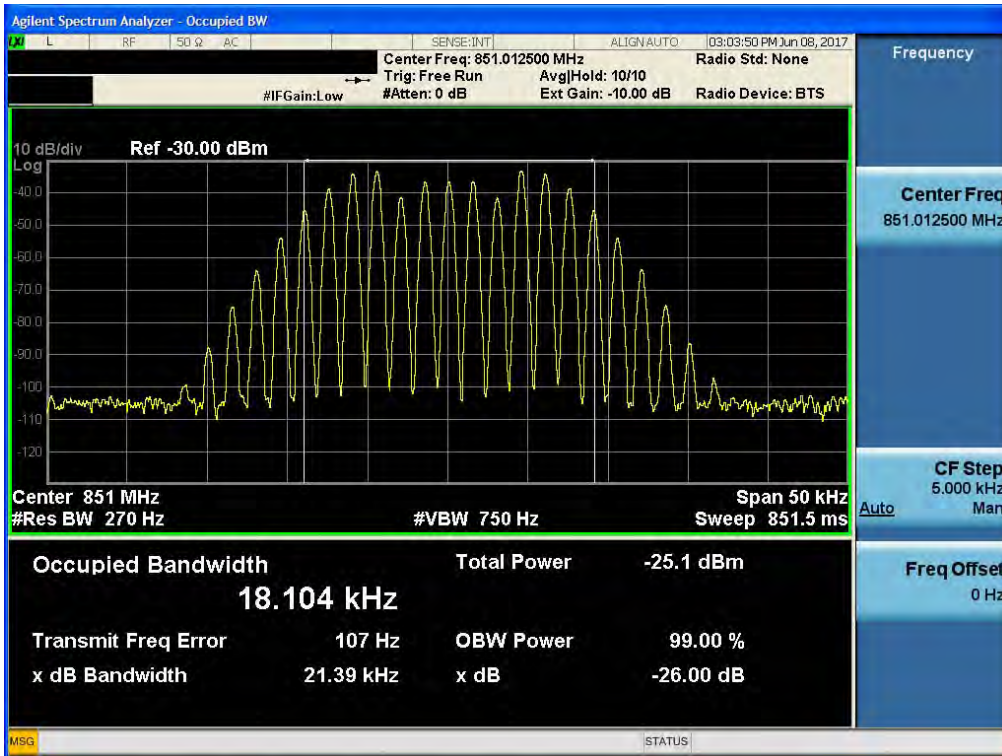 Agilent Spectrum Analyzer - Occupied BW
LXI L RF 50 Ω AC SENSE:INT ALIGN AUTO 03:03:50 PM Jun 08, 2017
Center Freq: 851.012500 MHz Radio Std: None
Trig: Free Run Avg|Hold: 10/10
#IFGain:Low #Atten: 0 dB Ext Gain: -10.00 dB Radio Device: BTS
10 dB/div Ref -30.00 dBm
Log
-40.0
-50.0
-60.0
-70.0
-80.0
-90.0
-100
-110
-120
Center 851 MHz Span 50 kHz
#Res BW 270 Hz #VBW 750 Hz Sweep 851.5 ms
Occupied Bandwidth Total Power -25.1 dBm
18.104 kHz
Transmit Freq Error 107 Hz OBW Power 99.00 %
x dB Bandwidth 21.39 kHz x dB -26.00 dB
MSG STATUS
Frequency
Center Freq
851.012500 MHz
CF Step
5.000 kHz
Auto Man
Freq Offset
0 Hz